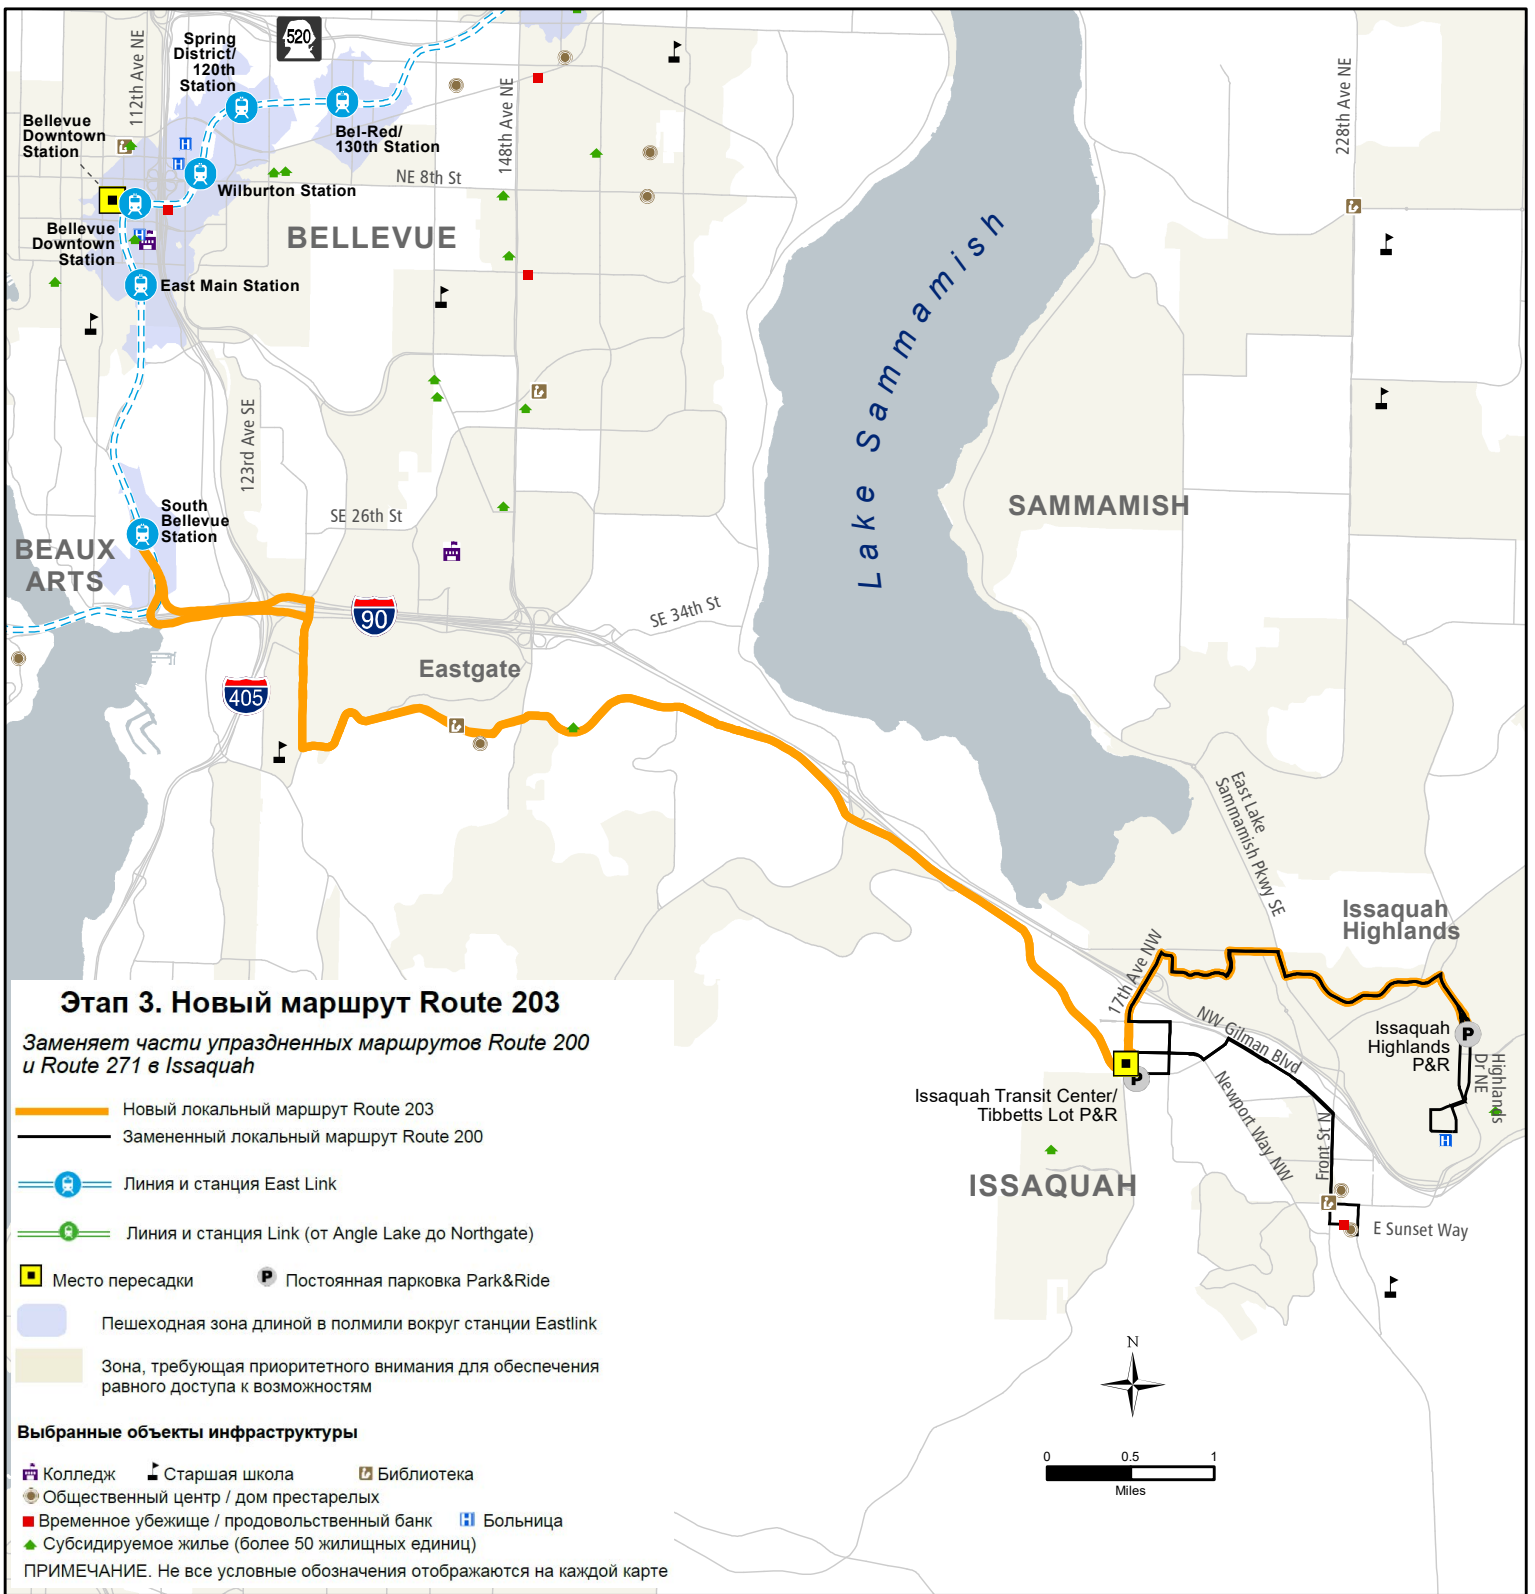 112th Ave NE
Spring
District/
120th
Station
520
Bellevue
Downtown
Station
Bel-Red/
130th Station
148th Ave NE
228th Ave NE
H
H
NE 8th St
Wilburton Station
Bellevue
Downtown
Station
H
BELLEVUE
East Main Station
Lake Sammamish
123rd Ave SE
South
Bellevue
Station
SE 26th St
SAMMAMISH
BEAUX
ARTS
90
SE 34th St
Eastgate
405
East Lake
Sammamish Pkwy SE
Issaquah
Highlands
17th Ave NW
NW Gilman Blvd
Issaquah
Highlands
P&R
P
Highlands
Dr NE
Issaquah Transit Center/
Tibbetts Lot P&R
P
Newport Way NW
Front St N
H
ISSAQUAH
E Sunset Way
N
0 0.5 1
Miles
Этап 3. Новый маршрут Route 203
Заменяет части упраздненных маршрутов Route 200
и Route 271 в Issaquah
Новый локальный маршрут Route 203
Замененный локальный маршрут Route 200
Линия и станция East Link
Линия и станция Link (от Angle Lake до Northgate)
Место пересадки P Постоянная парковка Park&Ride
Пешеходная зона длиной в полмили вокруг станции Eastlink
Зона, требующая приоритетного внимания для обеспечения
равного доступа к возможностям
Выбранные объекты инфраструктуры
Колледж Старшая школа Библиотека
Общественный центр / дом престарелых
Временное убежище / продовольственный банк H Больница
Субсидируемое жилье (более 50 жилищных единиц)
ПРИМЕЧАНИЕ. Не все условные обозначения отображаются на каждой карте